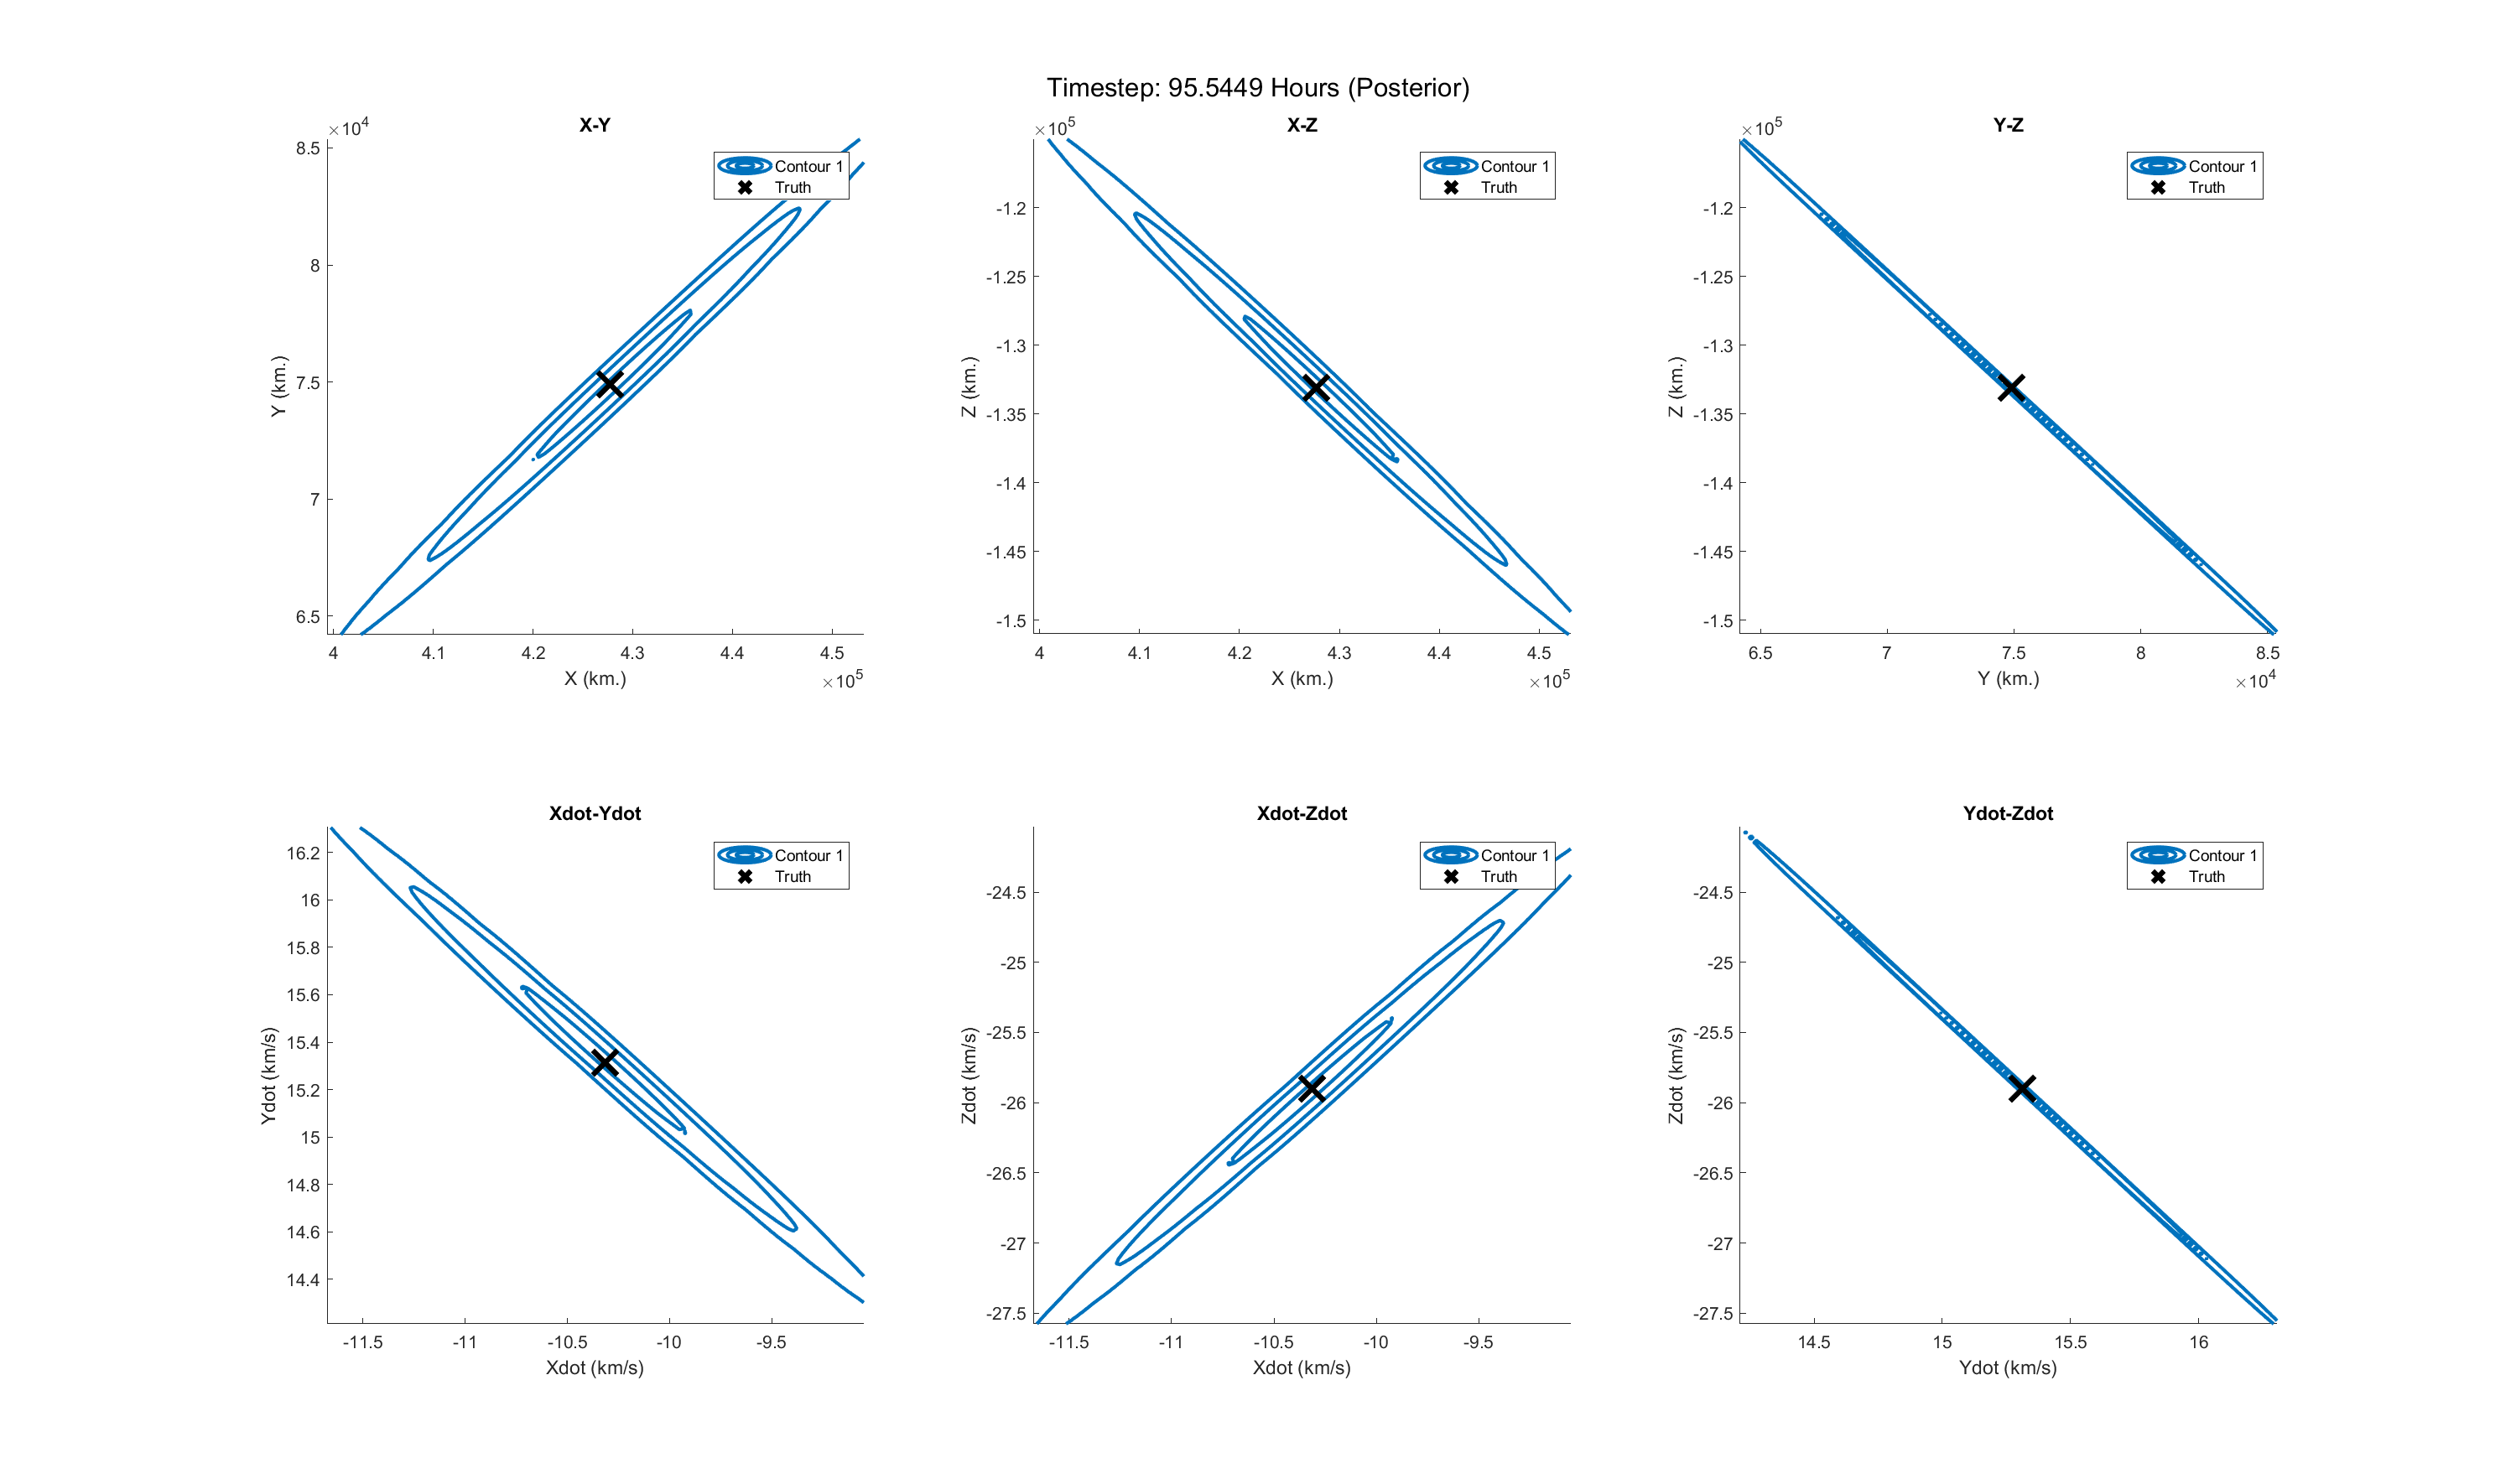 Timestep: 95.5449 Hours (Posterior)
X-Y
×10^4
8.5
8
7.5
7
6.5
Y (km.)
4 4.1 4.2 4.3 4.4 4.5
X (km.)
×10^5
Contour 1
Truth
X-Z
×10^5
-1.2
-1.25
-1.3
-1.35
-1.4
-1.45
-1.5
Z (km.)
4 4.1 4.2 4.3 4.4 4.5
X (km.)
×10^5
Contour 1
Truth
Y-Z
×10^5
-1.2
-1.25
-1.3
-1.35
-1.4
-1.45
-1.5
Z (km.)
6.5 7 7.5 8 8.5
Y (km.)
×10^4
Contour 1
Truth
Xdot-Ydot
16.2
16
15.8
15.6
15.4
15.2
15
14.8
14.6
14.4
Ydot (km/s)
-11.5 -11 -10.5 -10 -9.5
Xdot (km/s)
Contour 1
Truth
Xdot-Zdot
-24.5
-25
-25.5
-26
-26.5
-27
-27.5
Zdot (km/s)
-11.5 -11 -10.5 -10 -9.5
Xdot (km/s)
Contour 1
Truth
Ydot-Zdot
-24.5
-25
-25.5
-26
-26.5
-27
-27.5
Zdot (km/s)
14.5 15 15.5 16
Ydot (km/s)
Contour 1
Truth